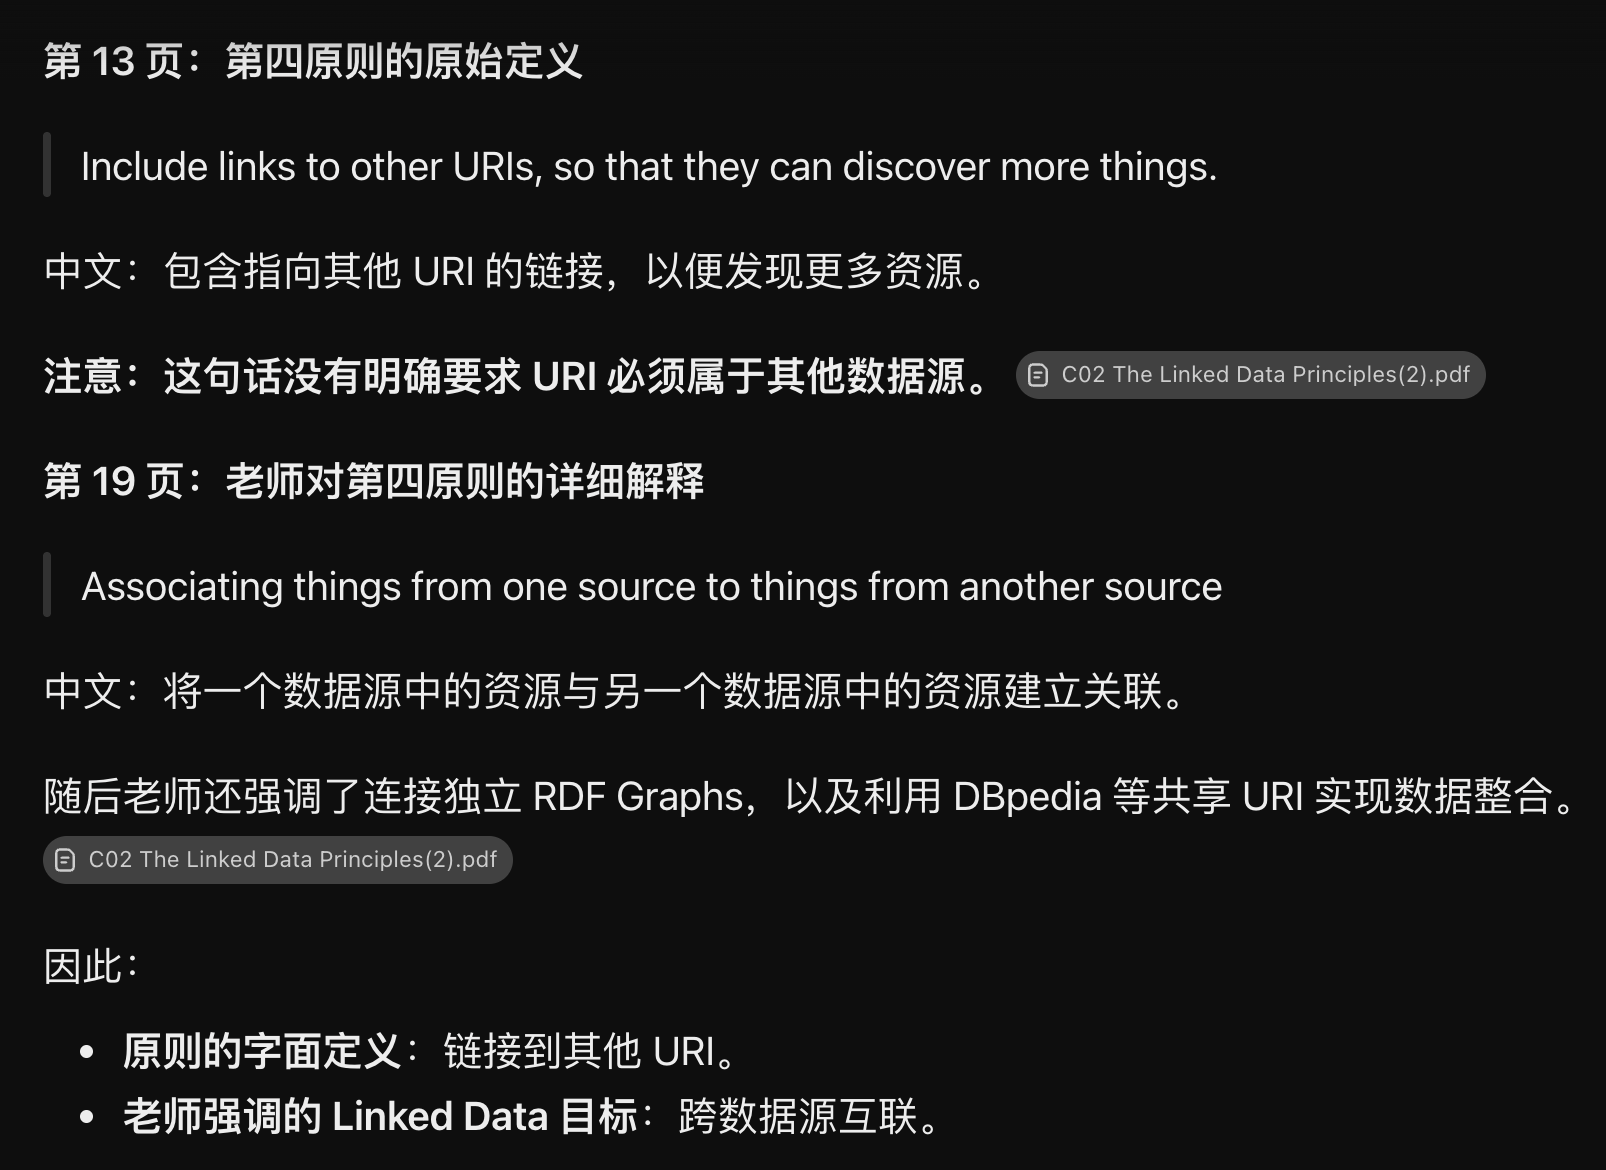 第 13 页：第四原则的原始定义
Include links to other URIs, so that they can discover more things.
中文：包含指向其他 URI 的链接，以便发现更多资源。
注意：这句话没有明确要求 URI 必须属于其他数据源。 C02 The Linked Data Principles(2).pdf
第 19 页：老师对第四原则的详细解释
Associating things from one source to things from another source
中文：将一个数据源中的资源与另一个数据源中的资源建立关联。
随后老师还强调了连接独立 RDF Graphs，以及利用 DBpedia 等共享 URI 实现数据整合。
C02 The Linked Data Principles(2).pdf
因此：
• 原则的字面定义：链接到其他 URI。
• 老师强调的 Linked Data 目标：跨数据源互联。